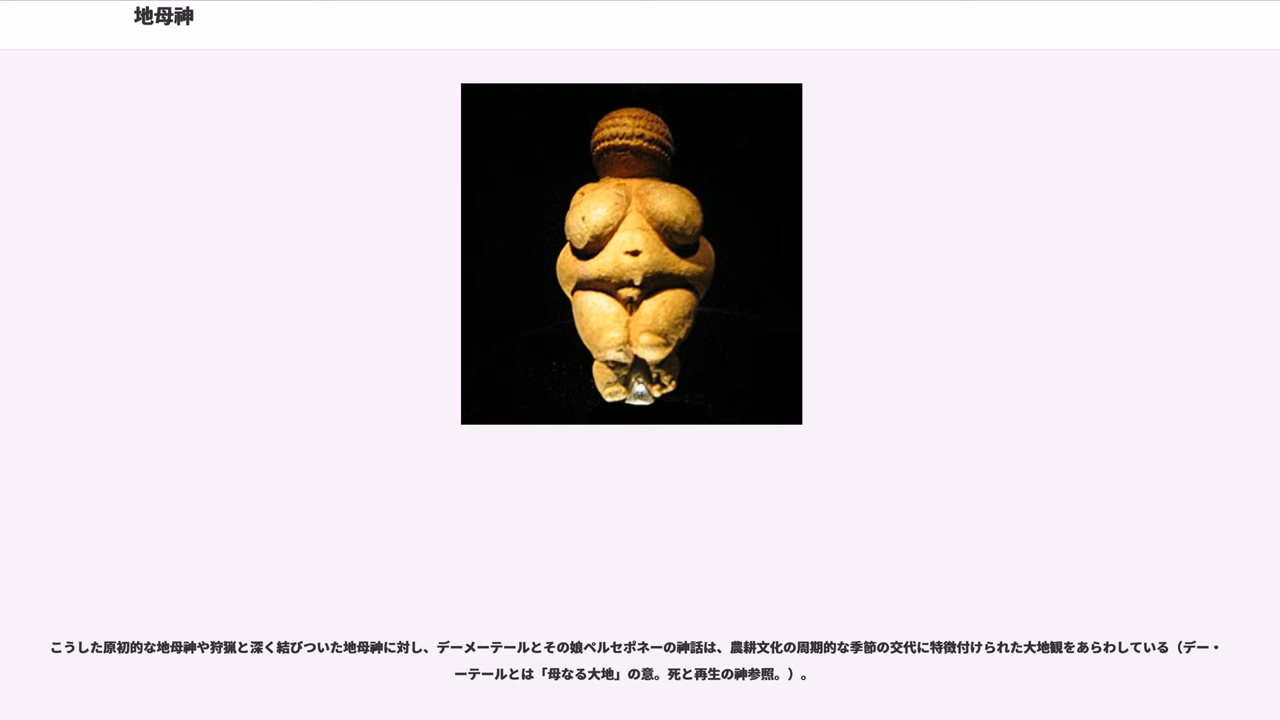 地母神
こうした原初的な地母神や狩猟と深く結びついた地母神に対し、デーメーテールとその娘ペルセポネーの神話は、農耕文化の周期的な季節の交代に特徴付けられた大地観をあらわしている（デー・
ーテールとは「母なる大地」の意。死と再生の神参照。）。